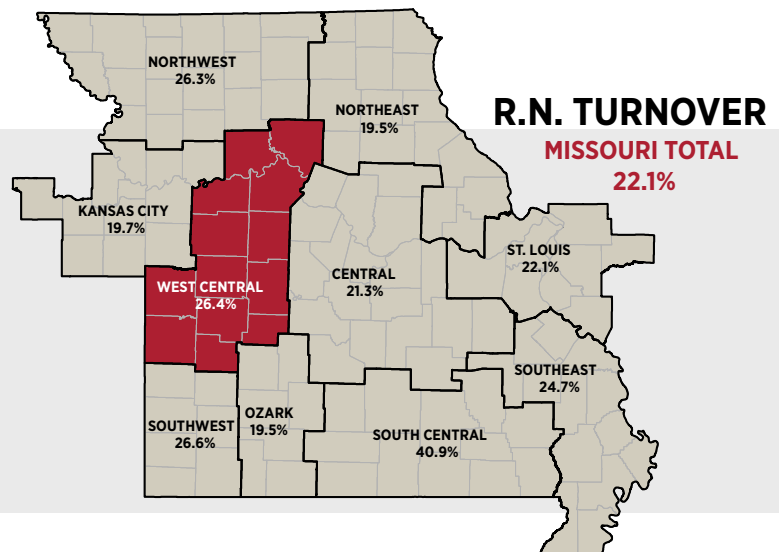 NORTHWEST
26.3%
NORTHEAST
19.5%
R.N. TURNOVER
MISSOURI TOTAL
22.1%
KANSAS CITY
19.7%
ST. LOUIS
22.1%
WEST CENTRAL
26.4%
CENTRAL
21.3%
SOUTHEAST
24.7%
SOUTHWEST
26.6%
OZARK
19.5%
SOUTH CENTRAL
40.9%